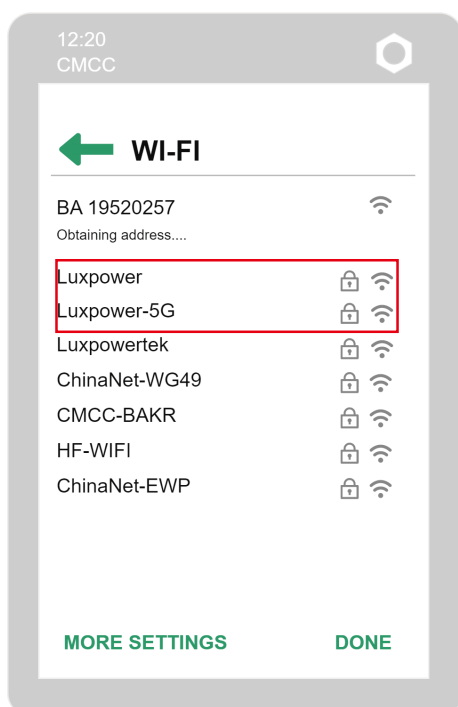 12:20
CMCC
WI-FI
BA 19520257
Obtaining address....
Luxpower
Luxpower-5G
Luxpowertek
ChinaNet-WG49
CMCC-BAKR
HF-WIFI
ChinaNet-EWP
MORE SETTINGS DONE